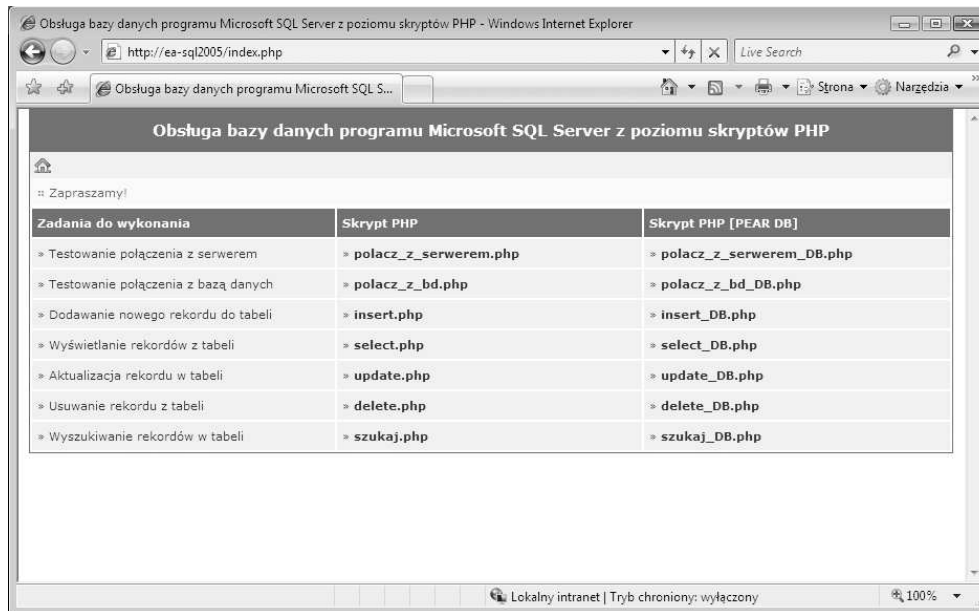 Obsługa bazy danych programu Microsoft SQL Server z poziomu skryptów PHP - Windows Internet Explorer
http://ea-sql2005/index.php
Live Search
Obsługa bazy danych programu Microsoft SQL S...
Strona
Narzędzia
Obsługa bazy danych programu Microsoft SQL Server z poziomu skryptów PHP
:: Zapraszamy!
Zadania do wykonania Skrypt PHP Skrypt PHP [PEAR DB]
» Testowanie połączenia z serwerem » polacz_z_serwerem.php » polacz_z_serwerem_DB.php
» Testowanie połączenia z bazą danych » polacz_z_bd.php » polacz_z_bd_DB.php
» Dodawanie nowego rekordu do tabeli » insert.php » insert_DB.php
» Wyświetlanie rekordów z tabeli » select.php » select_DB.php
» Aktualizacja rekordu w tabeli » update.php » update_DB.php
» Usuwanie rekordu z tabeli » delete.php » delete_DB.php
» Wyszukiwanie rekordów w tabeli » szukaj.php » szukaj_DB.php
Lokalny intranet | Tryb chroniony: wyłączony
100%